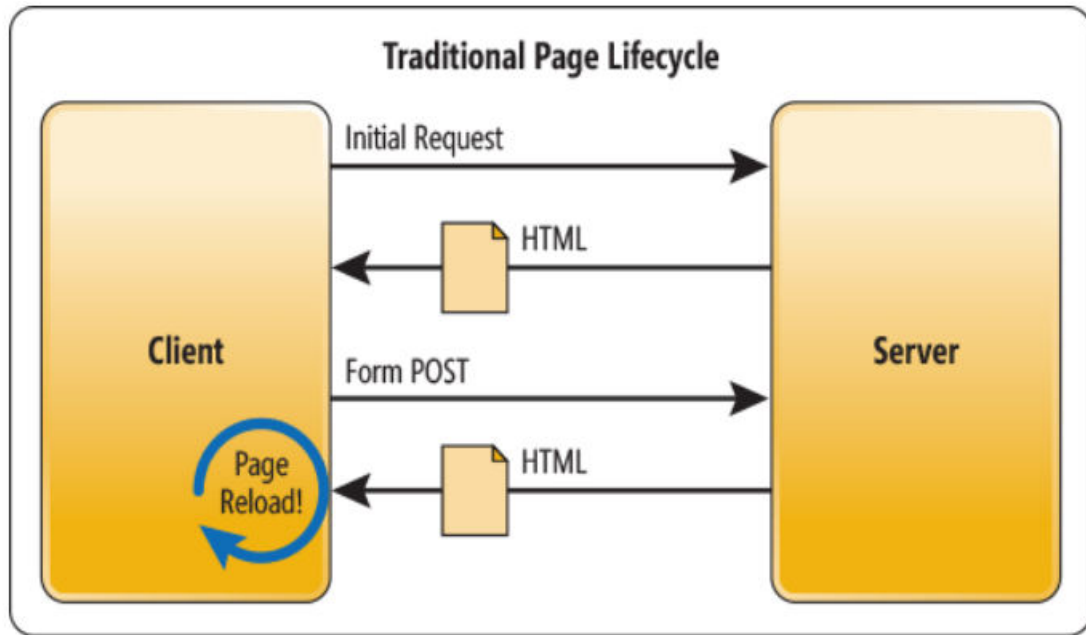 Traditional Page Lifecycle
Initial Request
HTML
Client
Server
Form POST
HTML
Page
Reload!